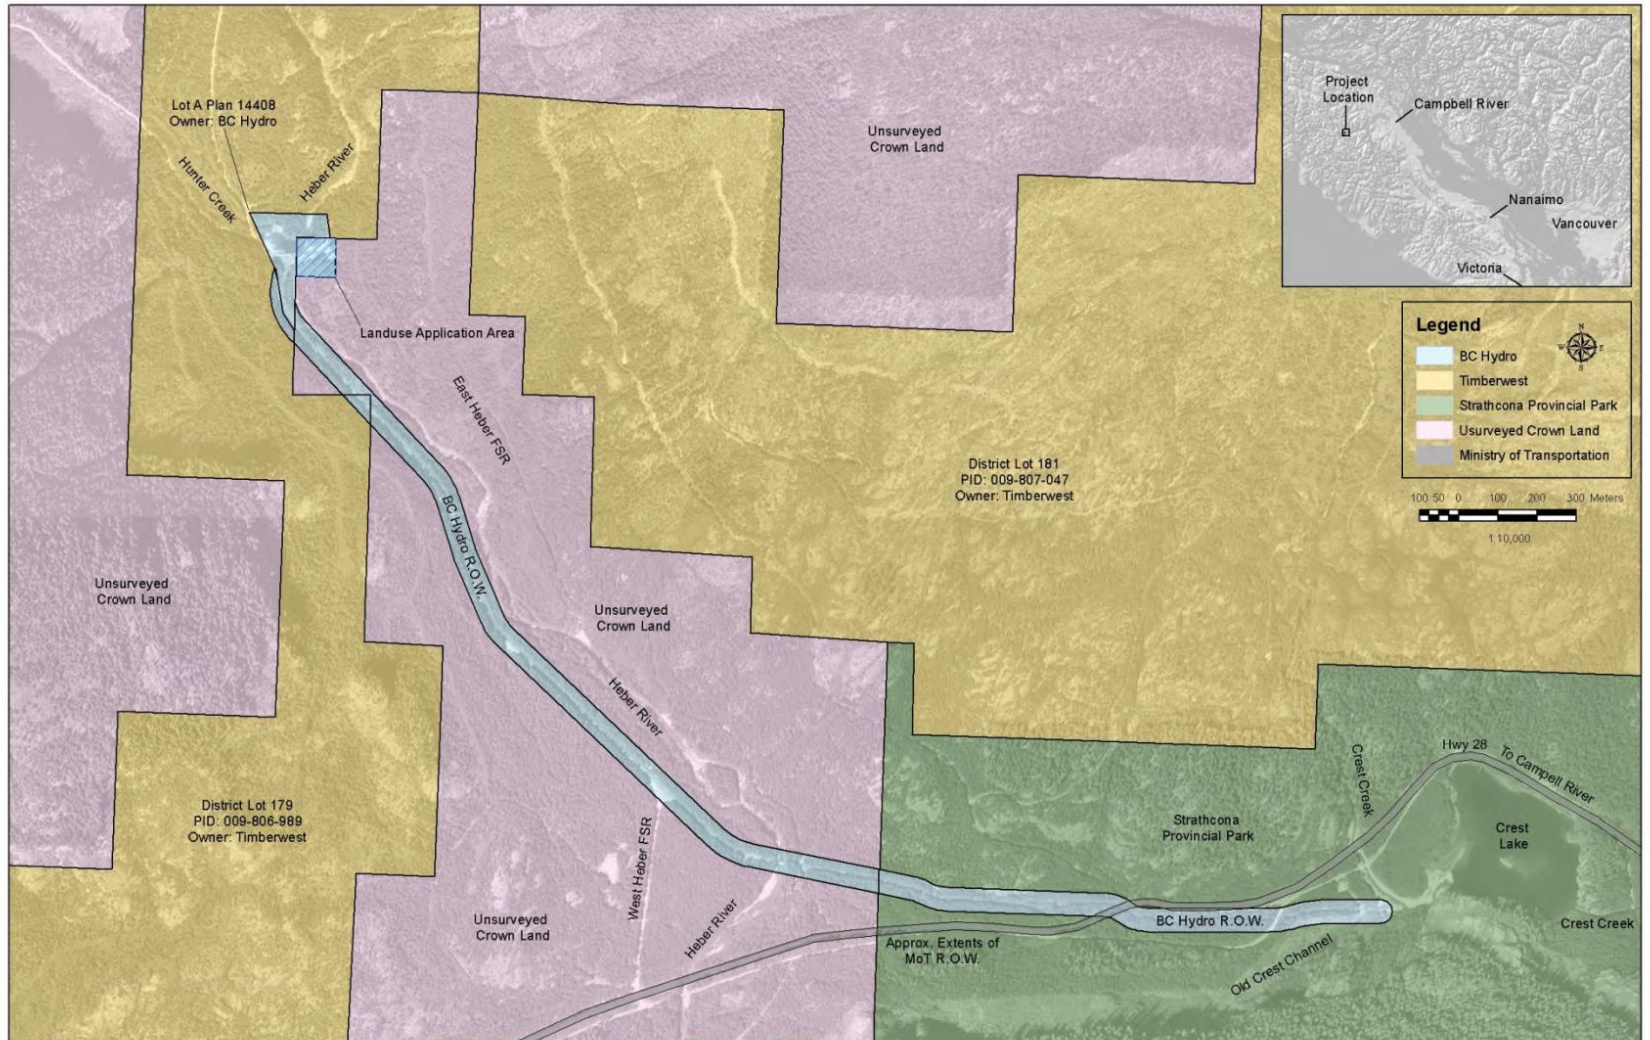 Lot A Plan 14408
Owner: BC Hydro
Hunter Creek
Heber River
Landuse Application Area
East Heber FSR
BC Hydro R.O.W.
Unsurveyed
Crown Land
Unsurveyed
Crown Land
District Lot 181
PID: 009-807-047
Owner: Timberwest
Unsurveyed
Crown Land
Heber River
District Lot 179
PID: 009-806-989
Owner: Timberwest
West Heber FSR
Unsurveyed
Crown Land
Heber River
Approx. Extents of
MoT R.O.W.
BC Hydro R.O.W.
Old Crest Channel
Strathcona
Provincial Park
Crest Creek
Hwy 28
To Campell River
Crest
Lake
Crest Creek
Project
Location
Campbell River
Nanaimo
Vancouver
Victoria
Legend
N
W
E
S
BC Hydro
Timberwest
Strathcona Provincial Park
Usurveyed Crown Land
Ministry of Transportation
100 50 0 100 200 300 Meters
1:10,000